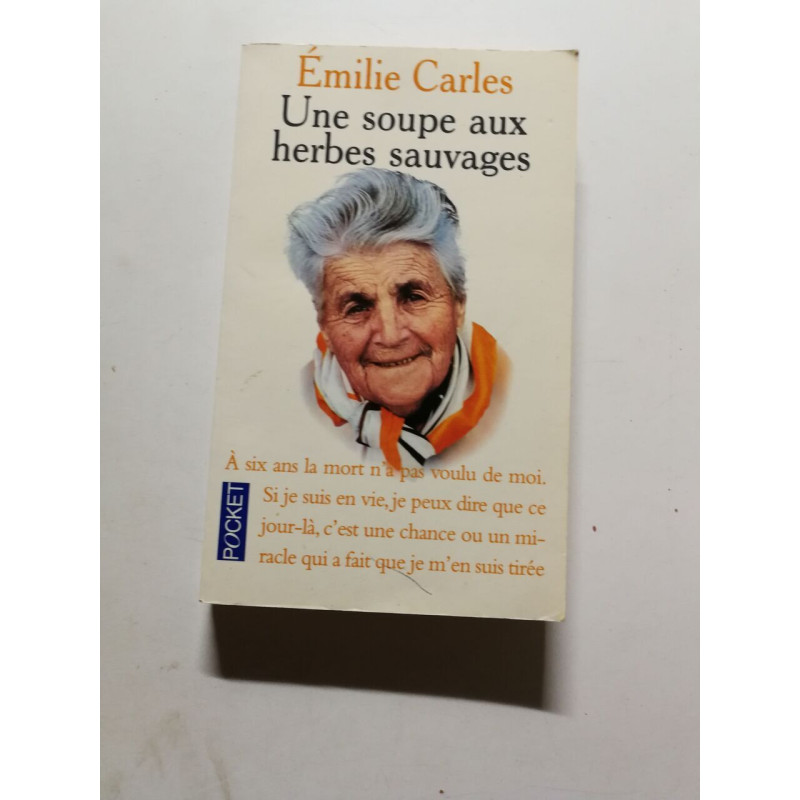 Émilie Carles
Une soupe aux
herbes sauvages
À six ans la mort n'a pas voulu de moi.
Si je suis en vie, je peux dire que ce
jour-là, c'est une chance ou un mi-
racle qui a fait que je m'en suis tirée
POCKET